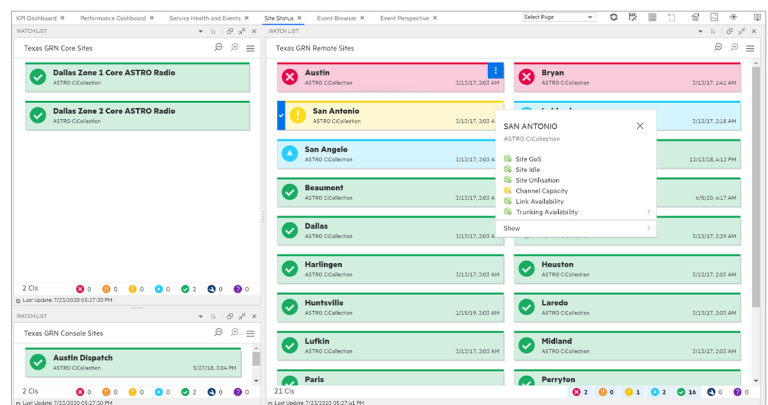 KPI Dashboard × Performance Dashboard × Service Health and Events × Site Status × Event Browser × Event Perspective ×
Select Page
WATCHLIST
Texas GRN Core Sites
Dallas Zone 1 Core ASTRO Radio
ASTRO CiCollection
Dallas Zone 2 Core ASTRO Radio
ASTRO CiCollection
2 CIs 0 0 0 0 2 0 0
Last Update: 7/23/2020 05:27:30 PM
WATCHLIST
Texas GRN Console Sites
Austin Dispatch
ASTRO CiCollection 5/27/18, 3:04 PM
2 CIs 0 0 0 0 2 0 0
Last Update: 7/23/2020 05:27:30 PM
WATCHLIST
Texas GRN Remote Sites
Austin
ASTRO CiCollection 3/13/17, 2:03 AM
Bryan
ASTRO CiCollection 3/13/17, 1:41 AM
San Antonio
ASTRO CiCollection 3/13/17, 2:03 A
3/13/17, 2:18 AM
San Angelo
ASTRO CiCollection 3/13/17, 2:03 A
12/13/18, 4:12 PM
Beaumont
ASTRO CiCollection 3/13/17, 2:03 A
6/5/20, 4:17 AM
Dallas
ASTRO CiCollection 3/13/17, 2:03 A
3/13/17, 2:29 AM
Harlingen
ASTRO CiCollection 3/13/17, 2:03 AM
Houston
ASTRO CiCollection 3/13/17, 2:03 AM
Huntsville
ASTRO CiCollection 1/15/19, 2:03 AM
Laredo
ASTRO CiCollection 3/13/17, 2:03 AM
Lufkin
ASTRO CiCollection 3/13/17, 2:03 AM
Midland
ASTRO CiCollection 3/13/17, 2:03 AM
Paris
Perryton
21 CIs 2 0 1 2 16 0 0
Last Update: 7/23/2020 05:27:41 PM
SAN ANTONIO
ASTRO CiCollection
Site GoS
Site Idle
Site Utilisation
Channel Capacity
Link Availability
Trunking Availability
Show